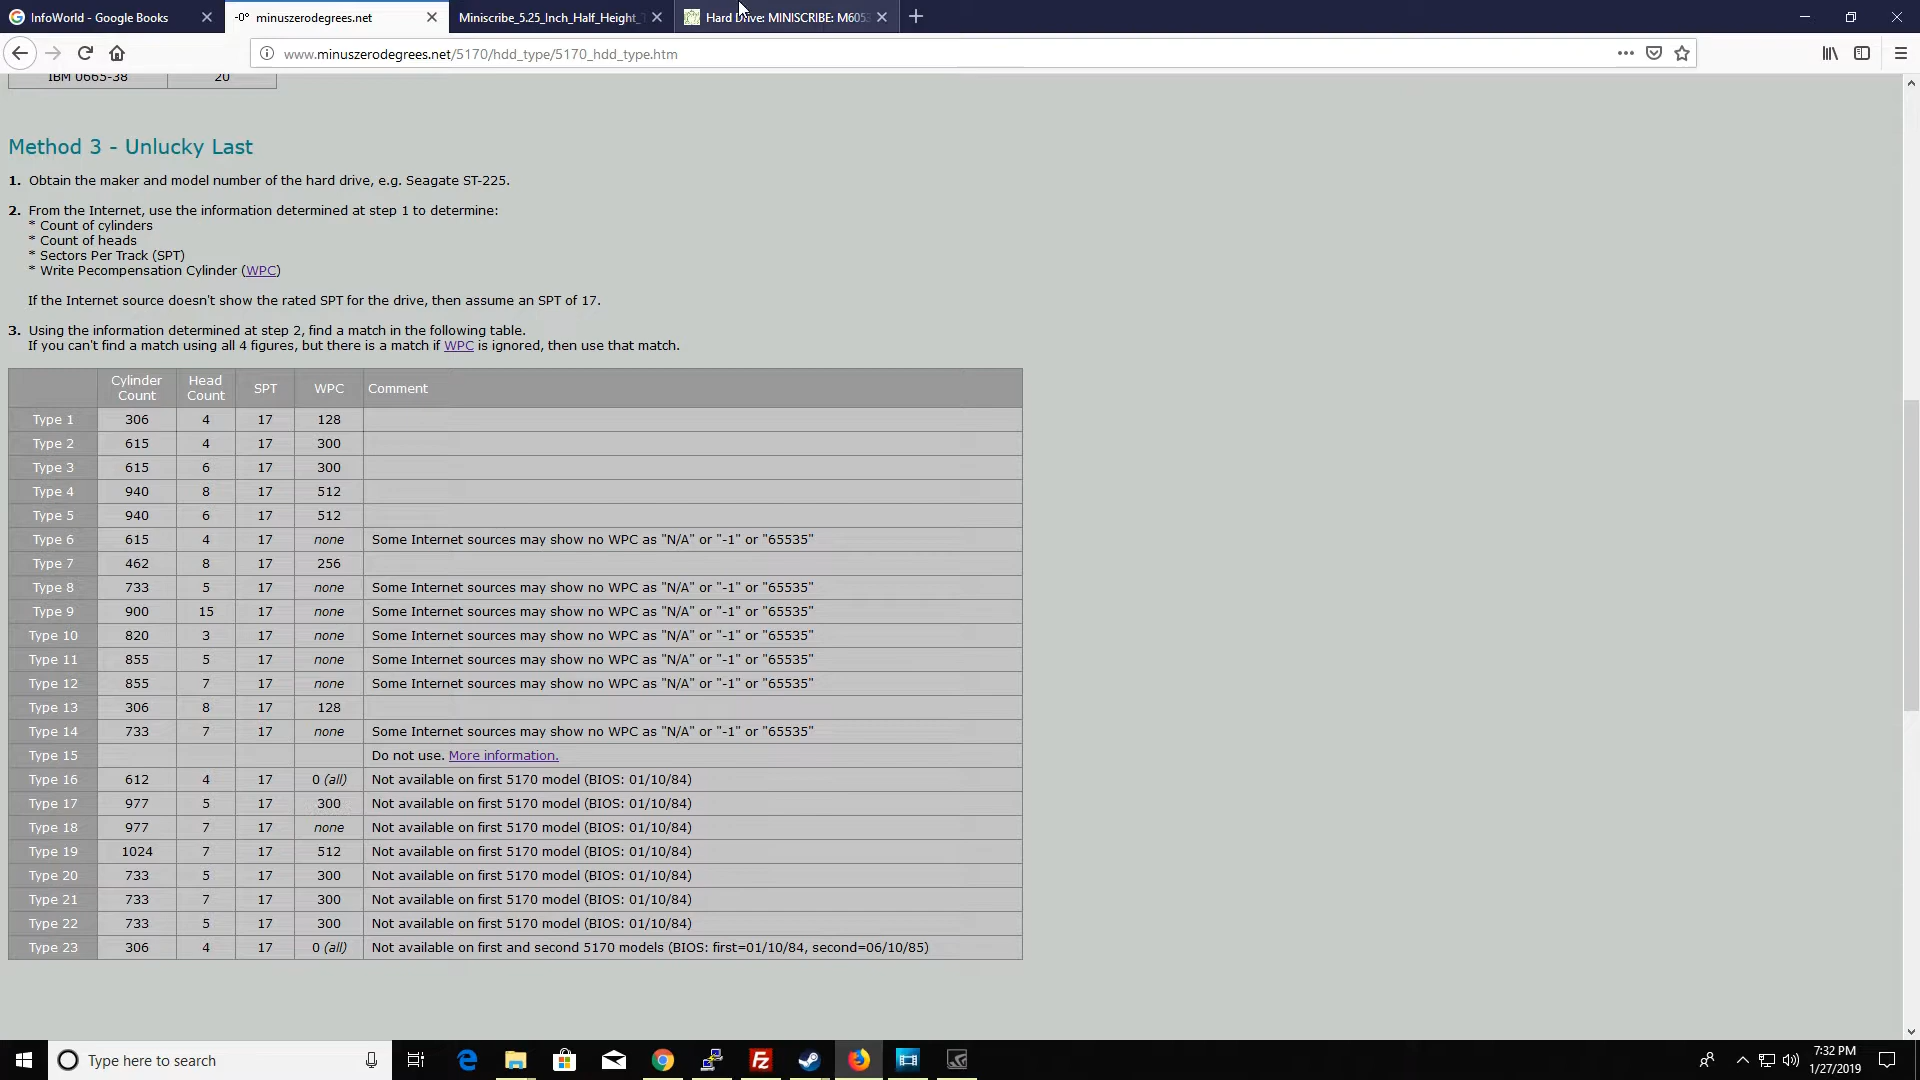 InfoWorld - Google Books
-0° minuszerodegrees.net
Miniscribe_5.25_Inch_Half_Height_
Hard Drive: MINISCRIBE: M6053
www.minuszerodegrees.net/5170/hdd_type/5170_hdd_type.htm
IBM 0665-38 20
Method 3 - Unlucky Last
1. Obtain the maker and model number of the hard drive, e.g. Seagate ST-225.
2. From the Internet, use the information determined at step 1 to determine:
* Count of cylinders
* Count of heads
* Sectors Per Track (SPT)
* Write Pecompensation Cylinder (WPC)
If the Internet source doesn't show the rated SPT for the drive, then assume an SPT of 17.
3. Using the information determined at step 2, find a match in the following table.
If you can't find a match using all 4 figures, but there is a match if WPC is ignored, then use that match.
Cylinder Count Head Count SPT WPC Comment
Type 1 306 4 17 128
Type 2 615 4 17 300
Type 3 615 6 17 300
Type 4 940 8 17 512
Type 5 940 6 17 512
Type 6 615 4 17 none Some Internet sources may show no WPC as "N/A" or "-1" or "65535"
Type 7 462 8 17 256
Type 8 733 5 17 none Some Internet sources may show no WPC as "N/A" or "-1" or "65535"
Type 9 900 15 17 none Some Internet sources may show no WPC as "N/A" or "-1" or "65535"
Type 10 820 3 17 none Some Internet sources may show no WPC as "N/A" or "-1" or "65535"
Type 11 855 5 17 none Some Internet sources may show no WPC as "N/A" or "-1" or "65535"
Type 12 855 7 17 none Some Internet sources may show no WPC as "N/A" or "-1" or "65535"
Type 13 306 8 17 128
Type 14 733 7 17 none Some Internet sources may show no WPC as "N/A" or "-1" or "65535"
Type 15 Do not use. More information.
Type 16 612 4 17 0 (all) Not available on first 5170 model (BIOS: 01/10/84)
Type 17 977 5 17 300 Not available on first 5170 model (BIOS: 01/10/84)
Type 18 977 7 17 none Not available on first 5170 model (BIOS: 01/10/84)
Type 19 1024 7 17 512 Not available on first 5170 model (BIOS: 01/10/84)
Type 20 733 5 17 300 Not available on first 5170 model (BIOS: 01/10/84)
Type 21 733 7 17 300 Not available on first 5170 model (BIOS: 01/10/84)
Type 22 733 5 17 300 Not available on first 5170 model (BIOS: 01/10/84)
Type 23 306 4 17 0 (all) Not available on first and second 5170 models (BIOS: first=01/10/84, second=06/10/85)
Type here to search
7:32 PM
1/27/2019